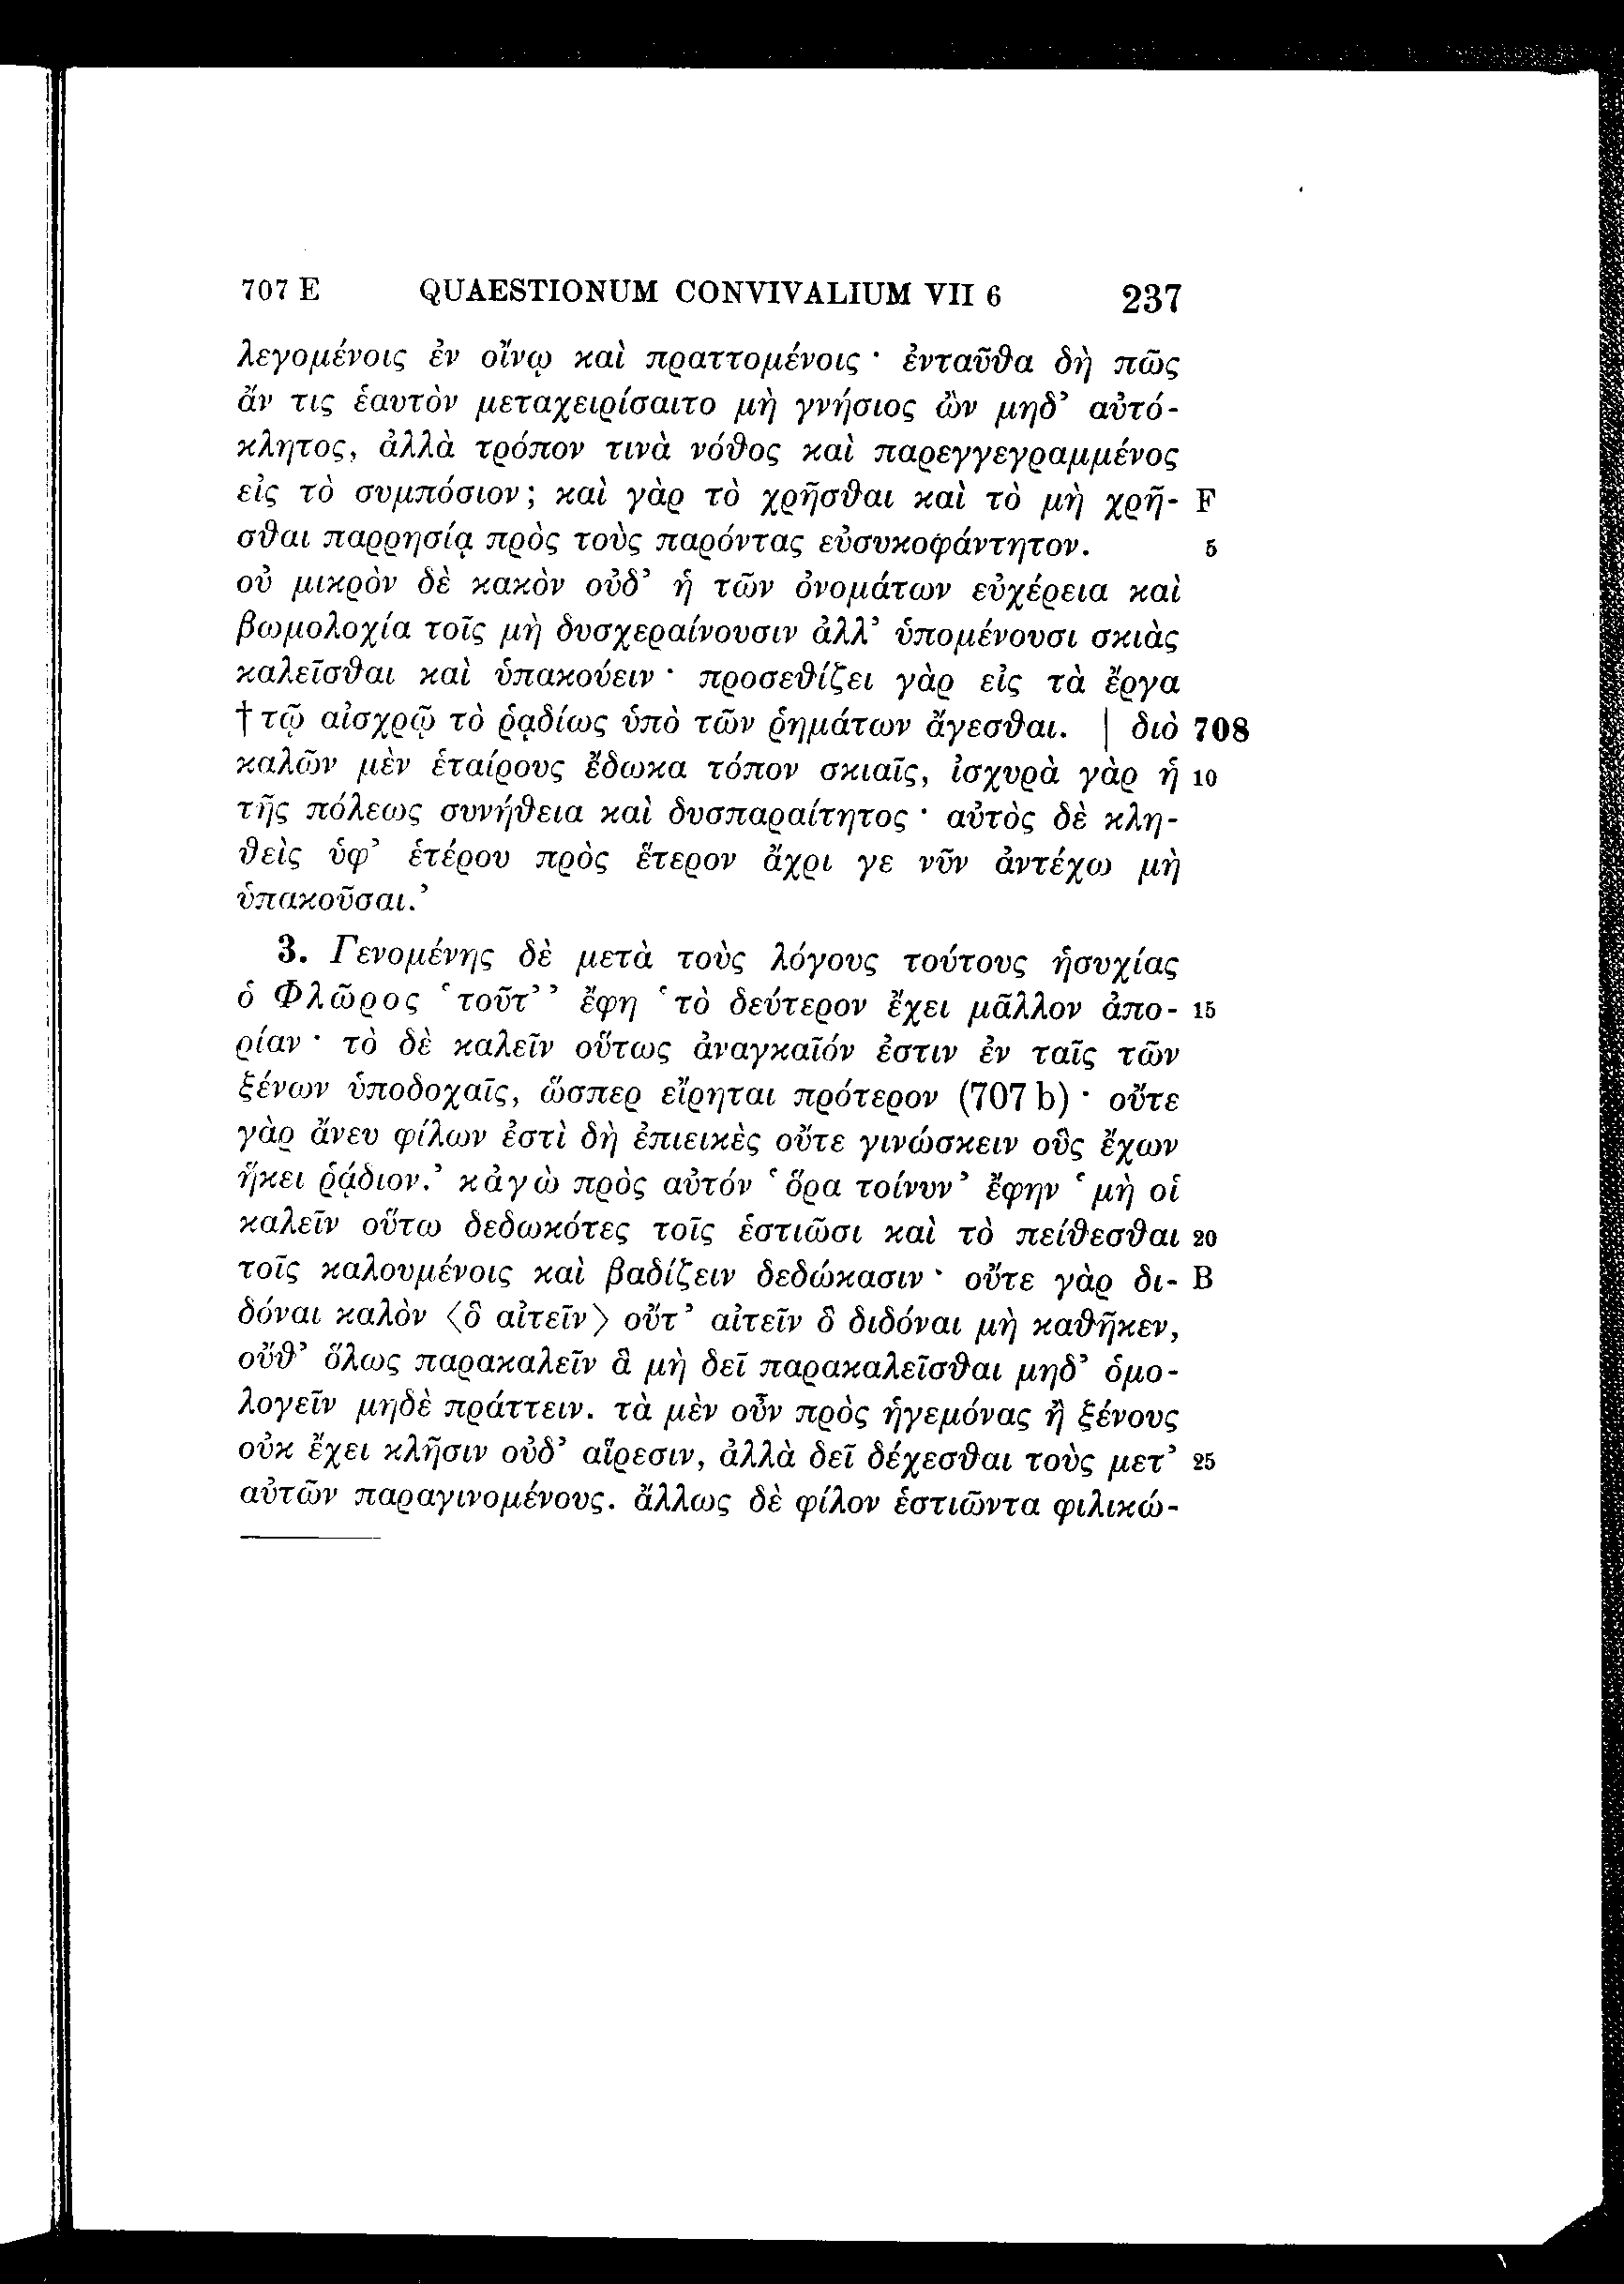 707 E QUAESTIONUM CONVIVALIUM VII 6 237
λεγομένοις ἐν οἴνῳ καὶ πραττομένοις · ἐνταῦθα δὴ πῶς
ἄν τις ἑαυτὸν μεταχειρίσαιτο μὴ γνήσιος ὢν μηδ’ αὐτό-
κλητος, ἀλλὰ τρόπον τινὰ νόθος καὶ παρεγγεγραμμένος
εἰς τὸ συμπόσιον; καὶ γὰρ τὸ χρῆσθαι καὶ τὸ μὴ χρῆ- F
σθαι παρρησίᾳ πρὸς τοὺς παρόντας εὐσυκοφάντητον. 5
οὐ μικρὸν δὲ κακὸν οὐδ’ ἡ τῶν ὀνομάτων εὐχέρεια καὶ
βωμολοχία τοῖς μὴ δυσχεραίνουσιν ἀλλ’ ὑπομένουσι σκιὰς
καλεῖσθαι καὶ ὑπακούειν · προσεθίζει γὰρ εἰς τὰ ἔργα
† τῷ αἰσχρῷ τὸ ῥᾳδίως ὑπὸ τῶν ῥημάτων ἄγεσθαι. | διὸ 708
καλῶν μὲν ἑταίρους ἔδωκα τόπον σκιαῖς, ἰσχυρὰ γὰρ ἡ 10
τῆς πόλεως συνήθεια καὶ δυσπαραίτητος · αὐτὸς δὲ κλη-
θεὶς ὑφ’ ἑτέρου πρὸς ἕτερον ἄχρι γε νῦν ἀντέχω μὴ
ὑπακοῦσαι.’
3. Γενομένης δὲ μετὰ τοὺς λόγους τούτους ἡσυχίας
ὁ Φλῶρος ‘τοῦτ’’ ἔφη ‘τὸ δεύτερον ἔχει μᾶλλον ἀπο- 15
ρίαν · τὸ δὲ καλεῖν οὕτως ἀναγκαῖόν ἐστιν ἐν ταῖς τῶν
ξένων ὑποδοχαῖς, ὥσπερ εἴρηται πρότερον (707 b) · οὔτε
γὰρ ἄνευ φίλων ἐστὶ δὴ ἐπιεικὲς οὔτε γινώσκειν οὓς ἔχων
ἥκει ῥᾴδιον.’ κἀγὼ πρὸς αὐτόν ‘ὅρα τοίνυν’ ἔφην ‘μὴ οἱ
καλεῖν οὕτω δεδωκότες τοῖς ἑστιῶσι καὶ τὸ πείθεσθαι 20
τοῖς καλουμένοις καὶ βαδίζειν δεδώκασιν · οὔτε γὰρ δι- B
δόναι καλὸν ⟨ὃ αἰτεῖν⟩ οὔτ’ αἰτεῖν ὃ διδόναι μὴ καθῆκεν,
οὔθ’ ὅλως παρακαλεῖν ἃ μὴ δεῖ παρακαλεῖσθαι μηδ’ ὁμο-
λογεῖν μηδὲ πράττειν. τὰ μὲν οὖν πρὸς ἡγεμόνας ἢ ξένους
οὐκ ἔχει κλῆσιν οὐδ’ αἵρεσιν, ἀλλὰ δεῖ δέχεσθαι τοὺς μετ’ 25
αὐτῶν παραγινομένους. ἄλλως δὲ φίλον ἑστιῶντα φιλικώ-